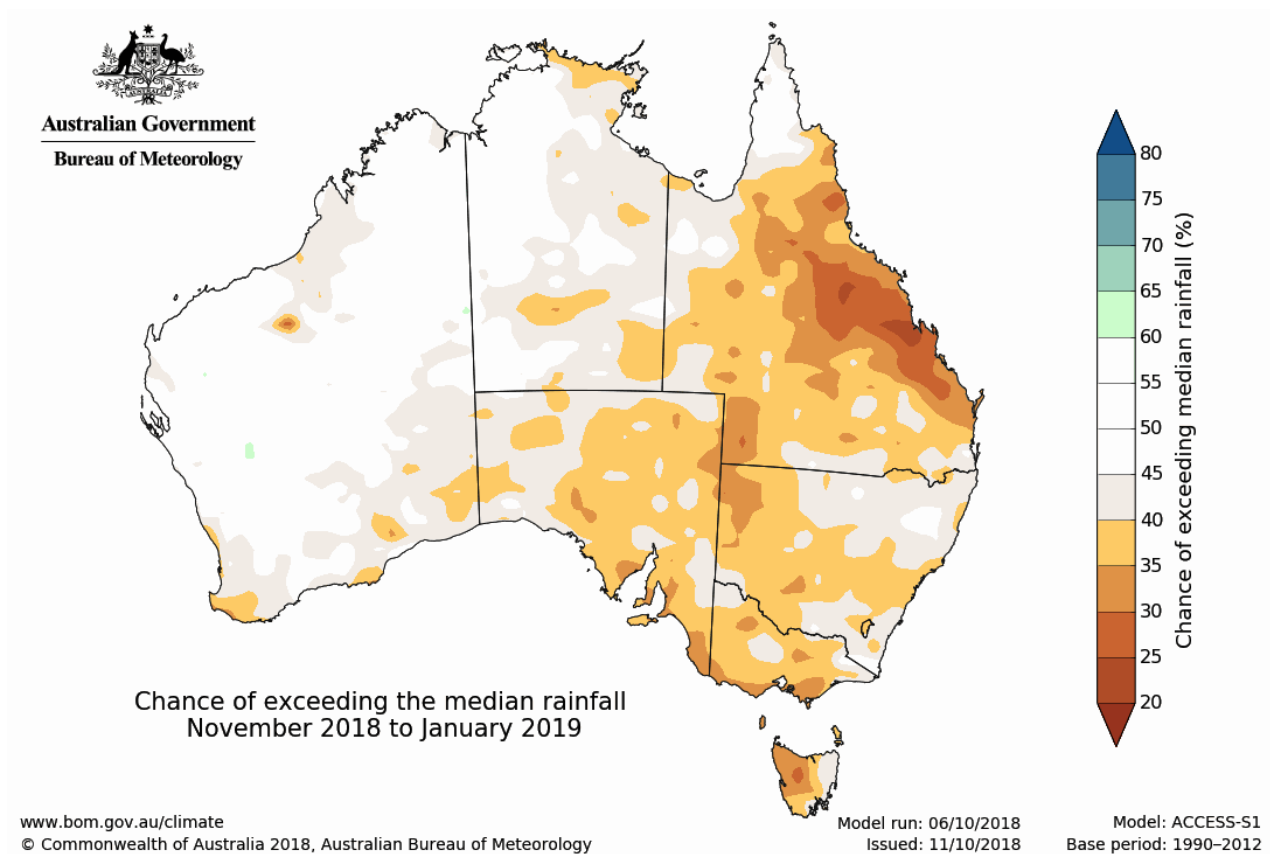 Australian Government
Bureau of Meteorology
80
75
70
65
60
55
50
45
40
35
30
25
20
Chance of exceeding median rainfall (%)
Chance of exceeding the median rainfall
November 2018 to January 2019
www.bom.gov.au/climate
© Commonwealth of Australia 2018, Australian Bureau of Meteorology
Model run: 06/10/2018
Issued: 11/10/2018
Model: ACCESS-S1
Base period: 1990–2012